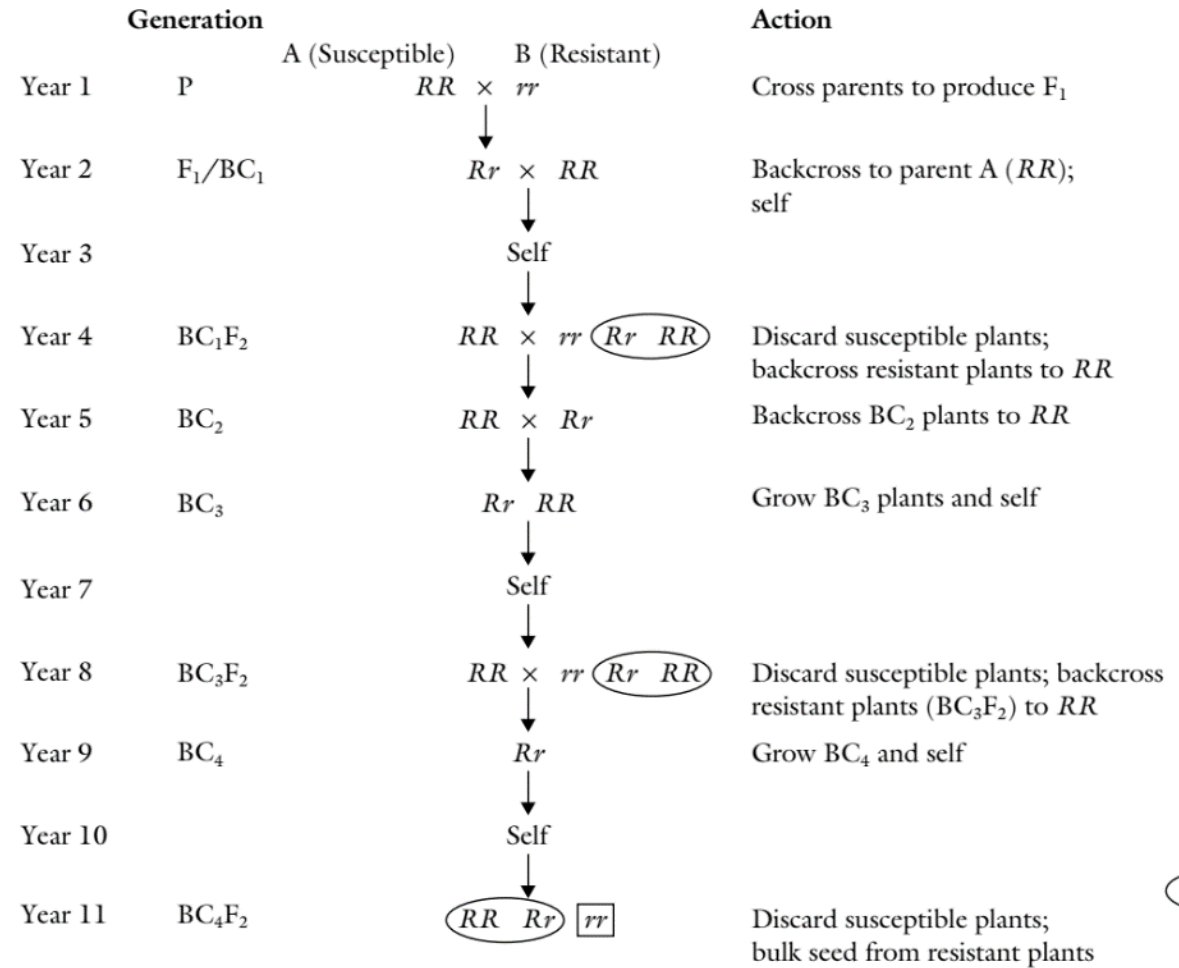 Generation Action
A (Susceptible) B (Resistant)
Year 1 P RR × rr Cross parents to produce F₁
Year 2 F₁/BC₁ Rr × RR Backcross to parent A (RR);
self
Year 3 Self
Year 4 BC₁F₂ RR × rr Rr RR Discard susceptible plants;
backcross resistant plants to RR
Year 5 BC₂ RR × Rr Backcross BC₂ plants to RR
Year 6 BC₃ Rr RR Grow BC₃ plants and self
Year 7 Self
Year 8 BC₃F₂ RR × rr Rr RR Discard susceptible plants; backcross
resistant plants (BC₃F₂) to RR
Year 9 BC₄ Rr Grow BC₄ and self
Year 10 Self
Year 11 BC₄F₂ RR Rr rr Discard susceptible plants;
bulk seed from resistant plants